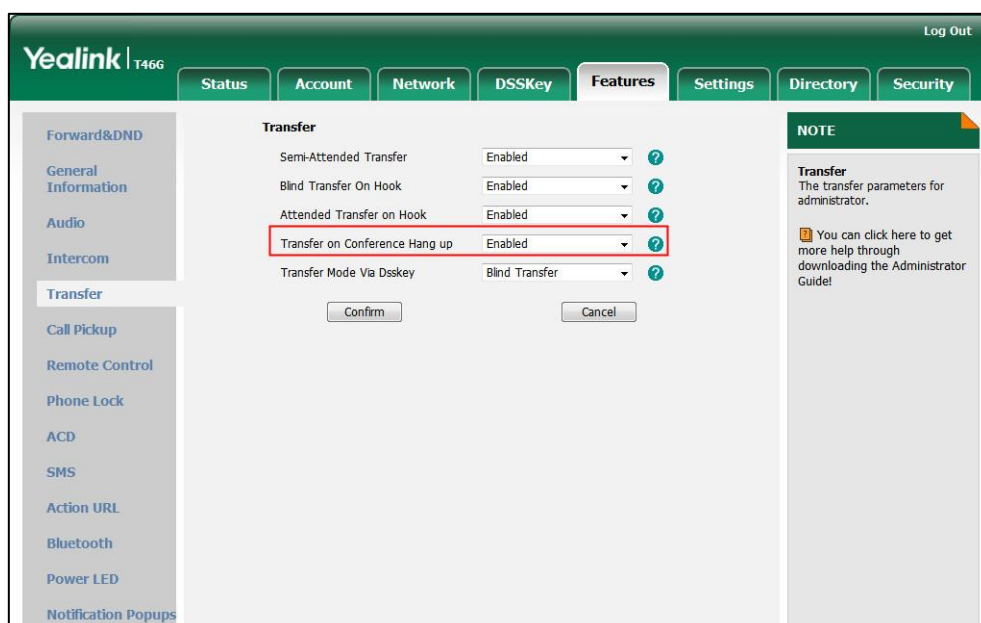 Log Out
Yealink | T46G
Status Account Network DSSKey Features Settings Directory Security
Forward&DND
General
Information
Audio
Intercom
Transfer
Call Pickup
Remote Control
Phone Lock
ACD
SMS
Action URL
Bluetooth
Power LED
Notification Popups
Transfer
Semi-Attended Transfer Enabled ?
Blind Transfer On Hook Enabled ?
Attended Transfer on Hook Enabled ?
Transfer on Conference Hang up Enabled ?
Transfer Mode Via Dsskey Blind Transfer ?
Confirm Cancel
NOTE
Transfer
The transfer parameters for
administrator.
? You can click here to get
more help through
downloading the Administrator
Guide!